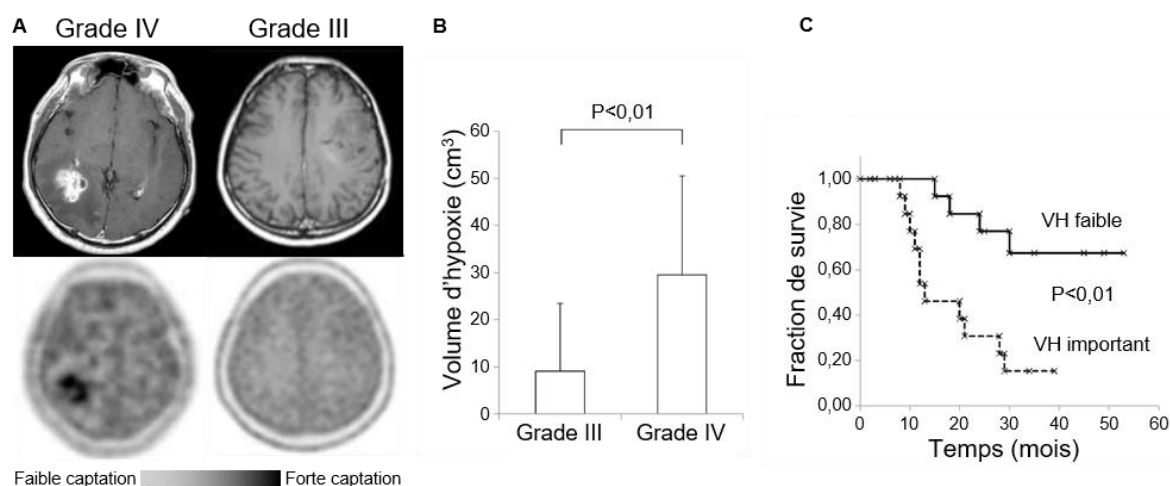 A
Grade IV
Grade III
Faible captation
Forte captation
B
P<0,01
Volume d'hypoxie (cm³)
60
50
40
30
20
10
0
Grade III
Grade IV
C
Fraction de survie
1,00
0,80
0,60
0,40
0,20
0,00
VH faible
P<0,01
VH important
0
10
20
30
40
50
60
Temps (mois)